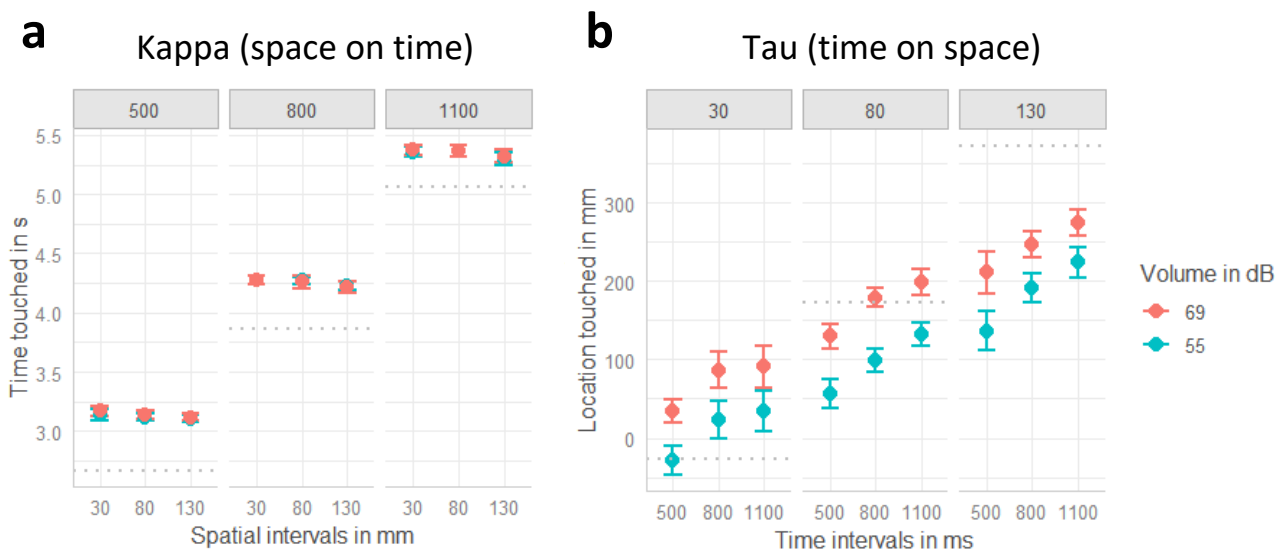 a
Kappa (space on time)
500 800 1100
5.5
5.0
4.5
4.0
3.5
3.0
Time touched in s
30 80 130 30 80 130 30 80 130
Spatial intervals in mm
b
Tau (time on space)
30 80 130
300
200
100
0
Location touched in mm
500 800 1100 500 800 1100 500 800 1100
Time intervals in ms
Volume in dB
69
55